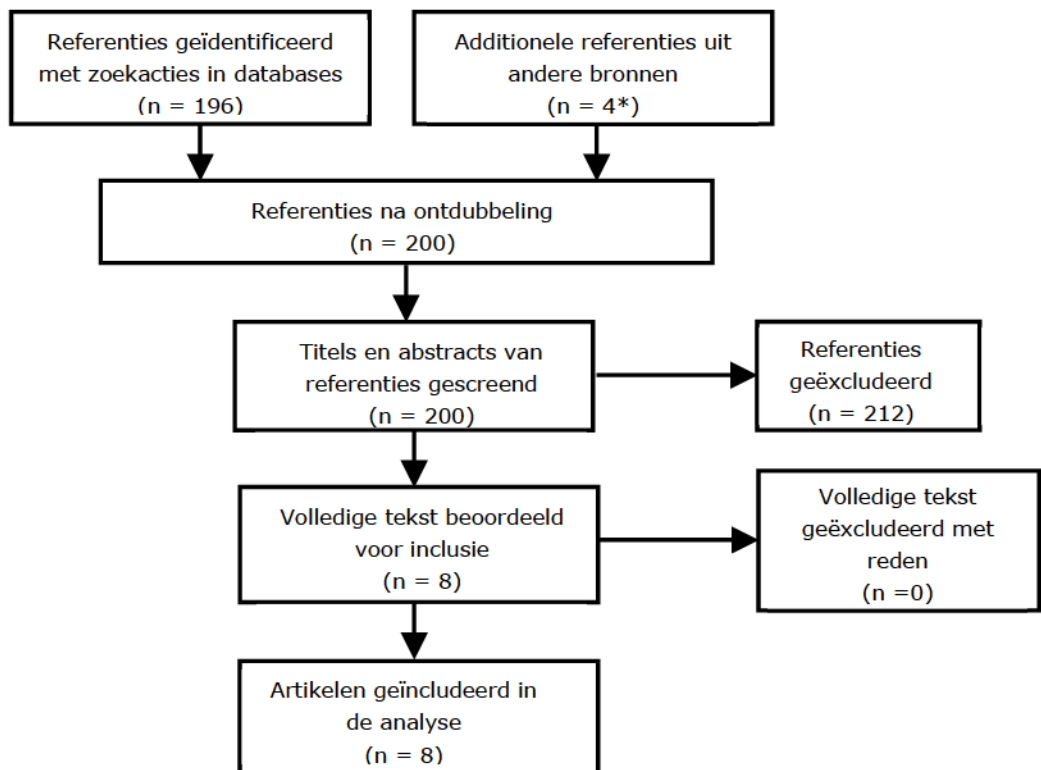 Referenties geïdentificeerd
met zoekacties in databases
(n = 196)
Additionele referenties uit
andere bronnen
(n = 4*)
Referenties na ontdubbeling
(n = 200)
Titels en abstracts van
referenties gescreend
(n = 200)
Referenties
geëxcludeerd
(n = 212)
Volledige tekst beoordeeld
voor inclusie
(n = 8)
Volledige tekst
geëxcludeerd met
reden
(n =0)
Artikelen geïncludeerd in
de analyse
(n = 8)